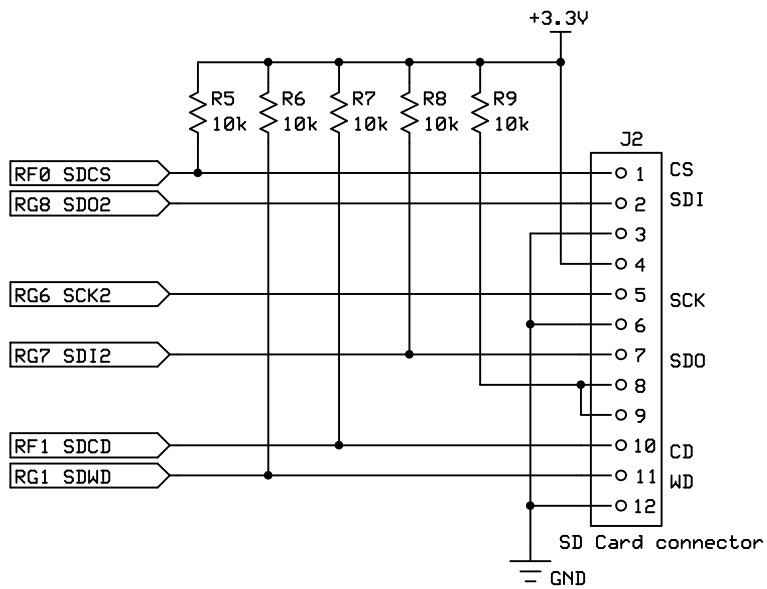 +3.3V
R5 10k
R6 10k
R7 10k
R8 10k
R9 10k
J2
RF0 SDCS
RG8 SDO2
RG6 SCK2
RG7 SDI2
RF1 SDCD
RG1 SDWD
1 CS
2 SDI
3
4
5 SCK
6
7 SDO
8
9
10 CD
11 WD
12
SD Card connector
GND